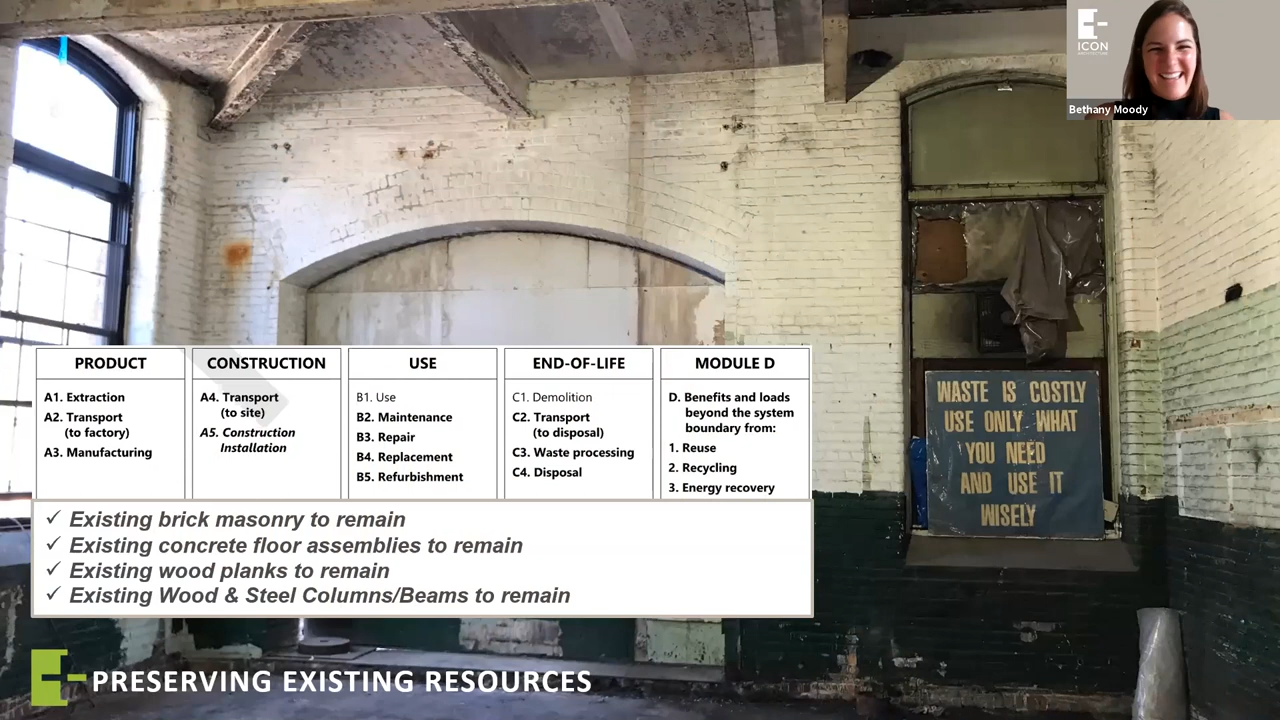 ICON
ARCHITECTURE
Bethany Moody
PRODUCT
A1. Extraction
A2. Transport
(to factory)
A3. Manufacturing
CONSTRUCTION
A4. Transport
(to site)
A5. Construction
Installation
USE
B1. Use
B2. Maintenance
B3. Repair
B4. Replacement
B5. Refurbishment
END-OF-LIFE
C1. Demolition
C2. Transport
(to disposal)
C3. Waste processing
C4. Disposal
MODULE D
D. Benefits and loads
beyond the system
boundary from:
1. Reuse
2. Recycling
3. Energy recovery
WASTE IS COSTLY
USE ONLY WHAT
YOU NEED
AND USE IT
WISELY
✓ Existing brick masonry to remain
✓ Existing concrete floor assemblies to remain
✓ Existing wood planks to remain
✓ Existing Wood & Steel Columns/Beams to remain
PRESERVING EXISTING RESOURCES